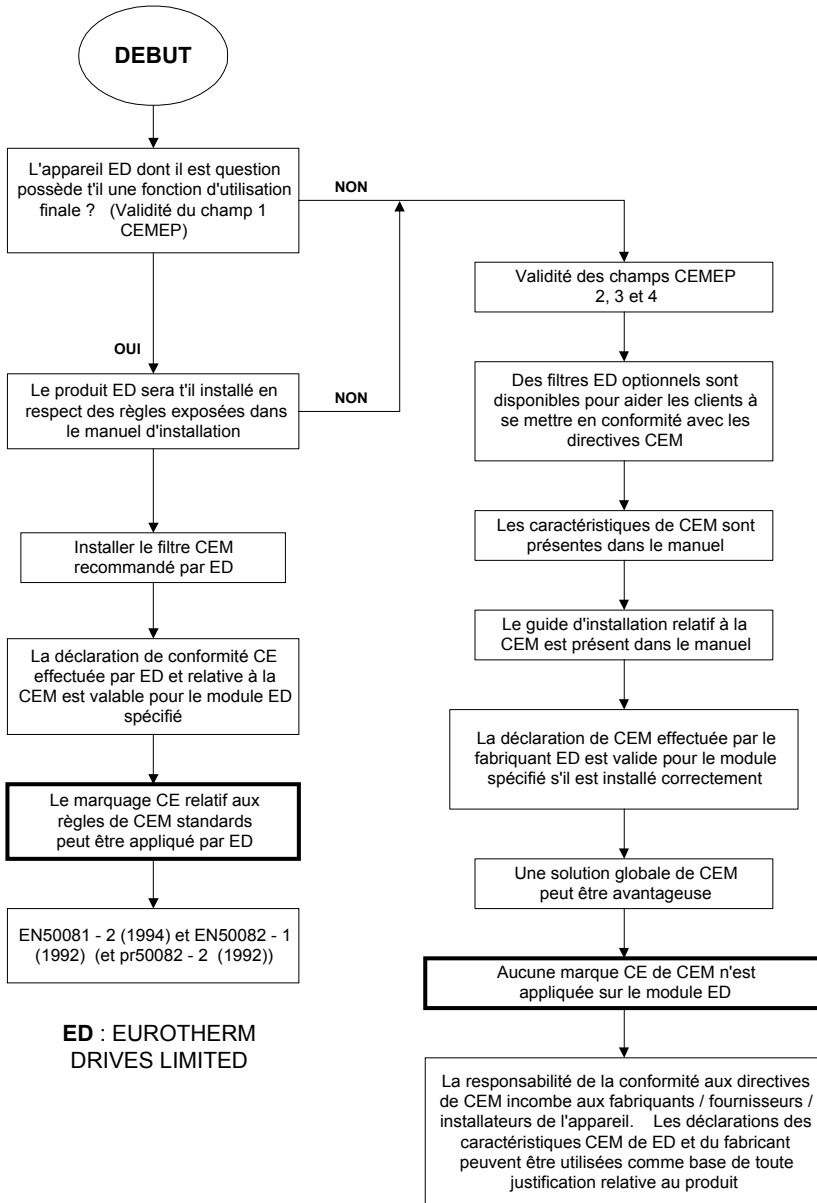 DEBUT
L'appareil ED dont il est question
possède t'il une fonction d'utilisation
finale ? (Validité du champ 1
CEMEP)
NON
OUI
Le produit ED sera t'il installé en
respect des règles exposées dans
le manuel d'installation
NON
Installer le filtre CEM
recommandé par ED
La déclaration de conformité CE
effectuée par ED et relative à la
CEM est valable pour le module ED
spécifié
Le marquage CE relatif aux
règles de CEM standards
peut être appliqué par ED
EN50081 - 2 (1994) et EN50082 - 1
(1992) (et pr50082 - 2 (1992))
ED : EUROTHERM
DRIVES LIMITED
Validité des champs CEMEP
2, 3 et 4
Des filtres ED optionnels sont
disponibles pour aider les clients à
se mettre en conformité avec les
directives CEM
Les caractéristiques de CEM sont
présentes dans le manuel
Le guide d'installation relatif à la
CEM est présent dans le manuel
La déclaration de CEM effectuée par le
fabriquant ED est valide pour le module
spécifié s'il est installé correctement
Une solution globale de CEM
peut être avantageuse
Aucune marque CE de CEM n'est
appliquée sur le module ED
La responsabilité de la conformité aux directives
de CEM incombe aux fabriquants / fournisseurs /
installateurs de l'appareil. Les déclarations des
caractéristiques CEM de ED et du fabricant
peuvent être utilisées comme base de toute
justification relative au produit